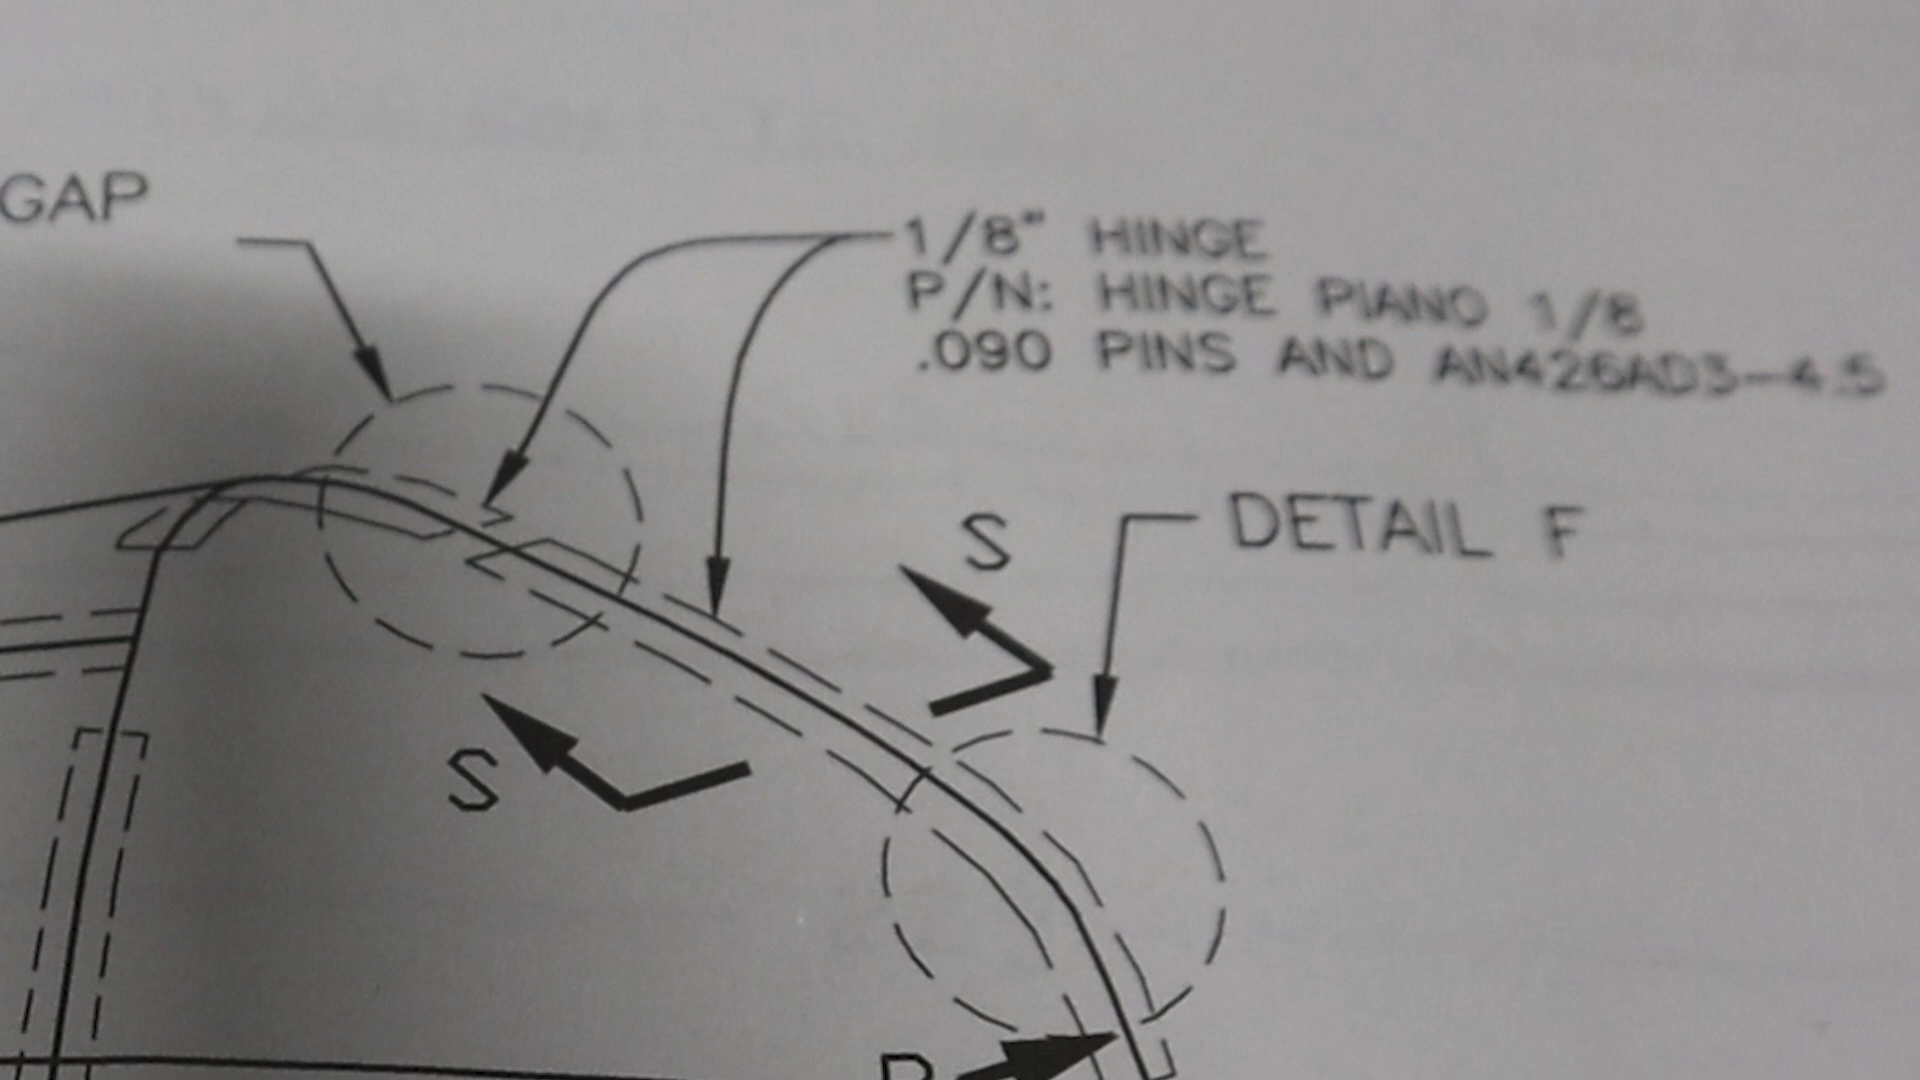 GAP
1/8" HINGE
P/N: HINGE PIANO 1/8
.090 PINS AND AN426AD3-4.5
S
DETAIL F
S